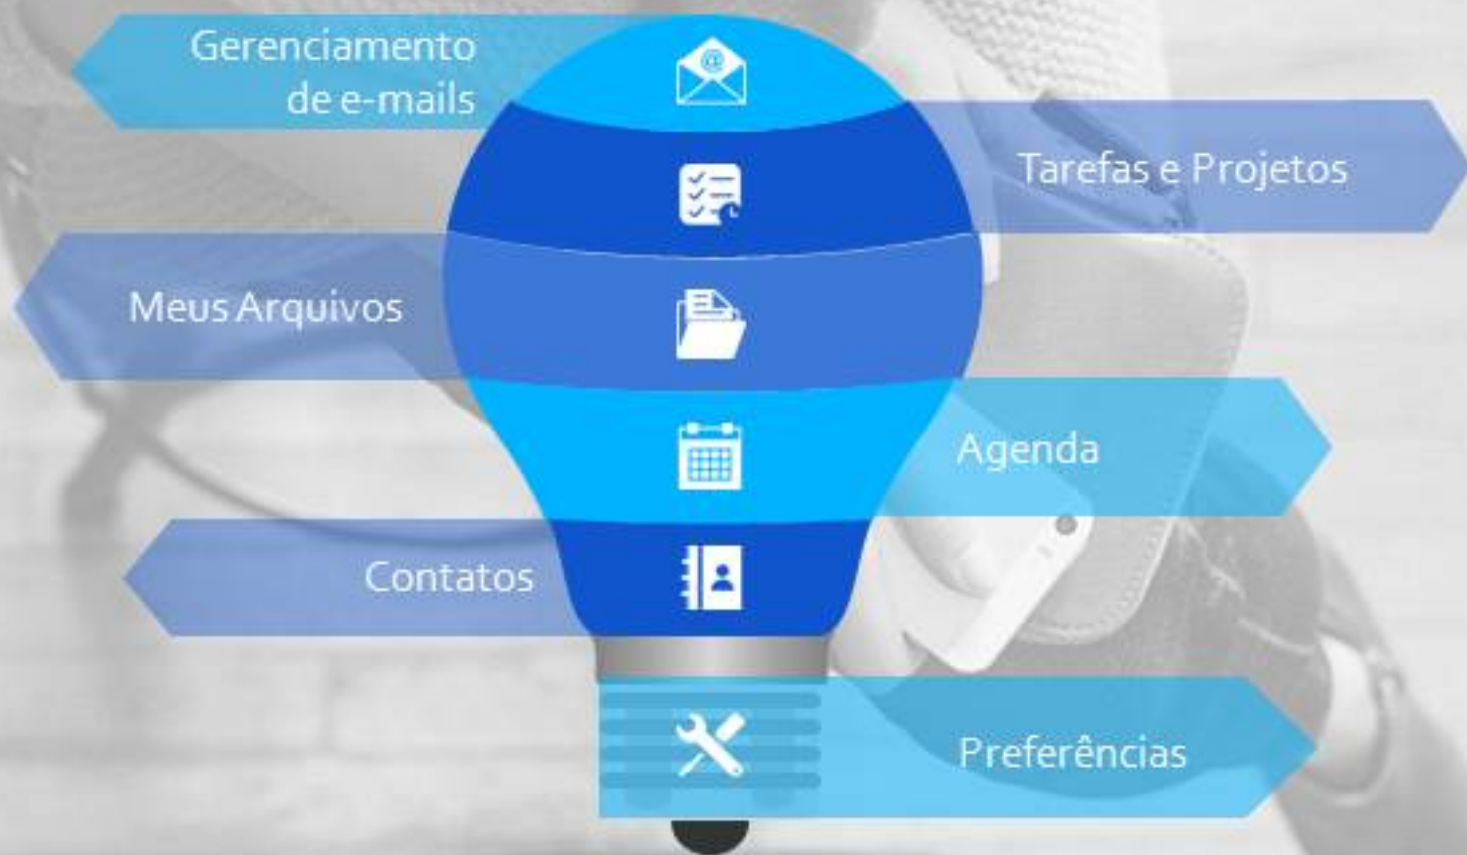 Gerenciamento
de e-mails
Tarefas e Projetos
Meus Arquivos
Agenda
Contatos
Preferências